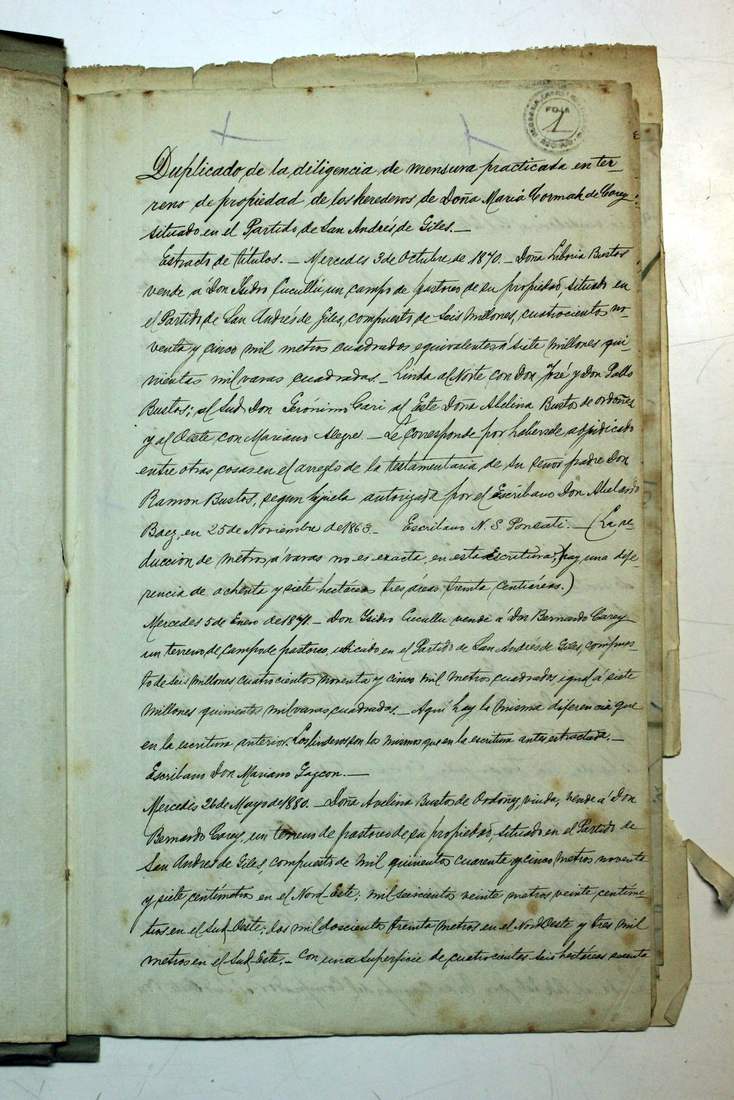 FOJA
1
Duplicado de la diligencia de mensura practicada en ter-
reno de propiedad de los herederos de Doña Maria Cormak de Carey
situado en el Partido de San Andrés de Giles.—
Estracto de títulos.— Mercedes 3 de Octubre de 1870.— Doña Liboria Bustos
vende á Don Isidro Cucullu un campo de pastoreo de su propiedad, situado en
el Partido de San Andrés de Giles, compuesto de Seis millones, cuatrocientos no-
venta y cinco mil metros cuadrados equivalentes á siete millones qui-
nientas mil varas cuadradas.— Linda al Norte con Don José y Don Pablo
Bustos; al Sud Don Gerónimo Gari al Este Doña Abelina Bustos de Ordoñez
y al Oeste con Mariano Alegre.— Le corresponde por habersele adjudicado
entre otras cosas en el arreglo de la testamentaria de su Señor padre Don
Ramon Bustos, segun hijuela autorizada por el Escribano Don Abelardo
Baez, en 25 de Noviembre de 1863.— Escribano N. S. Ponsati.— (La re-
duccion de metros á varas no es exacta, en esta Escritura, hay una dife-
rencia de ochenta y siete hectáreas tres áreas treinta centiáreas.)
Mercedes 5 de Enero de 1871.— Don Isidro Cucullu vende á Don Bernardo Carey
un terreno de campo de pastoreo, ubicado en el Partido de San Andrés de Giles, compues-
to de seis millones cuatrocientos noventa y cinco mil metros cuadrados igual á siete
millones quinientas mil varas cuadradas.— Aquí hay la misma diferencia que
en la escritura anterior. Los linderos son los mismos que en la escritura antes estractada.—
Escribano Don Mariano Gascon.—
Mercedes 26 de Mayo de 1880.— Doña Avelina Bustos de Ordoñez, viuda, vende á Don
Bernardo Carey, un terreno de pastoreo de su propiedad, situado en el Partido de
San Andrés de Giles, compuesto de mil quinientos cuarenta y cinco metros noventa
y siete centímetros en el Nord-Este; mil seiscientos veinte metros veinte centíme
tros en el Sud-Oeste; dos mil doscientos treinta metros en el Nord Oeste y tres mil
metros en el Sud-Este.— Con una superficie de cuatrocientas seis hectáreas